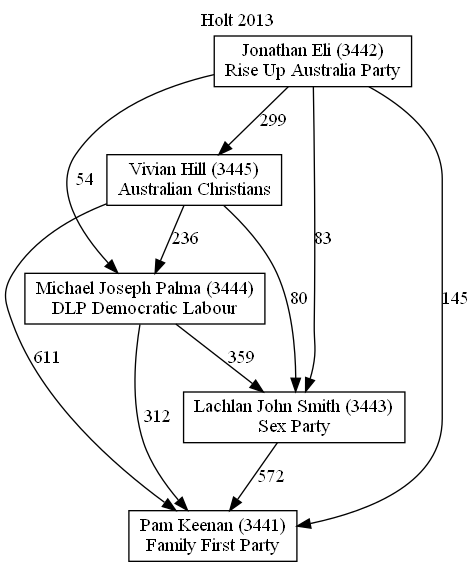 Holt 2013
Jonathan Eli (3442)
Rise Up Australia Party
299
Vivian Hill (3445)
Australian Christians
54
236
83
80
145
Michael Joseph Palma (3444)
DLP Democratic Labour
611
359
Lachlan John Smith (3443)
Sex Party
312
572
Pam Keenan (3441)
Family First Party